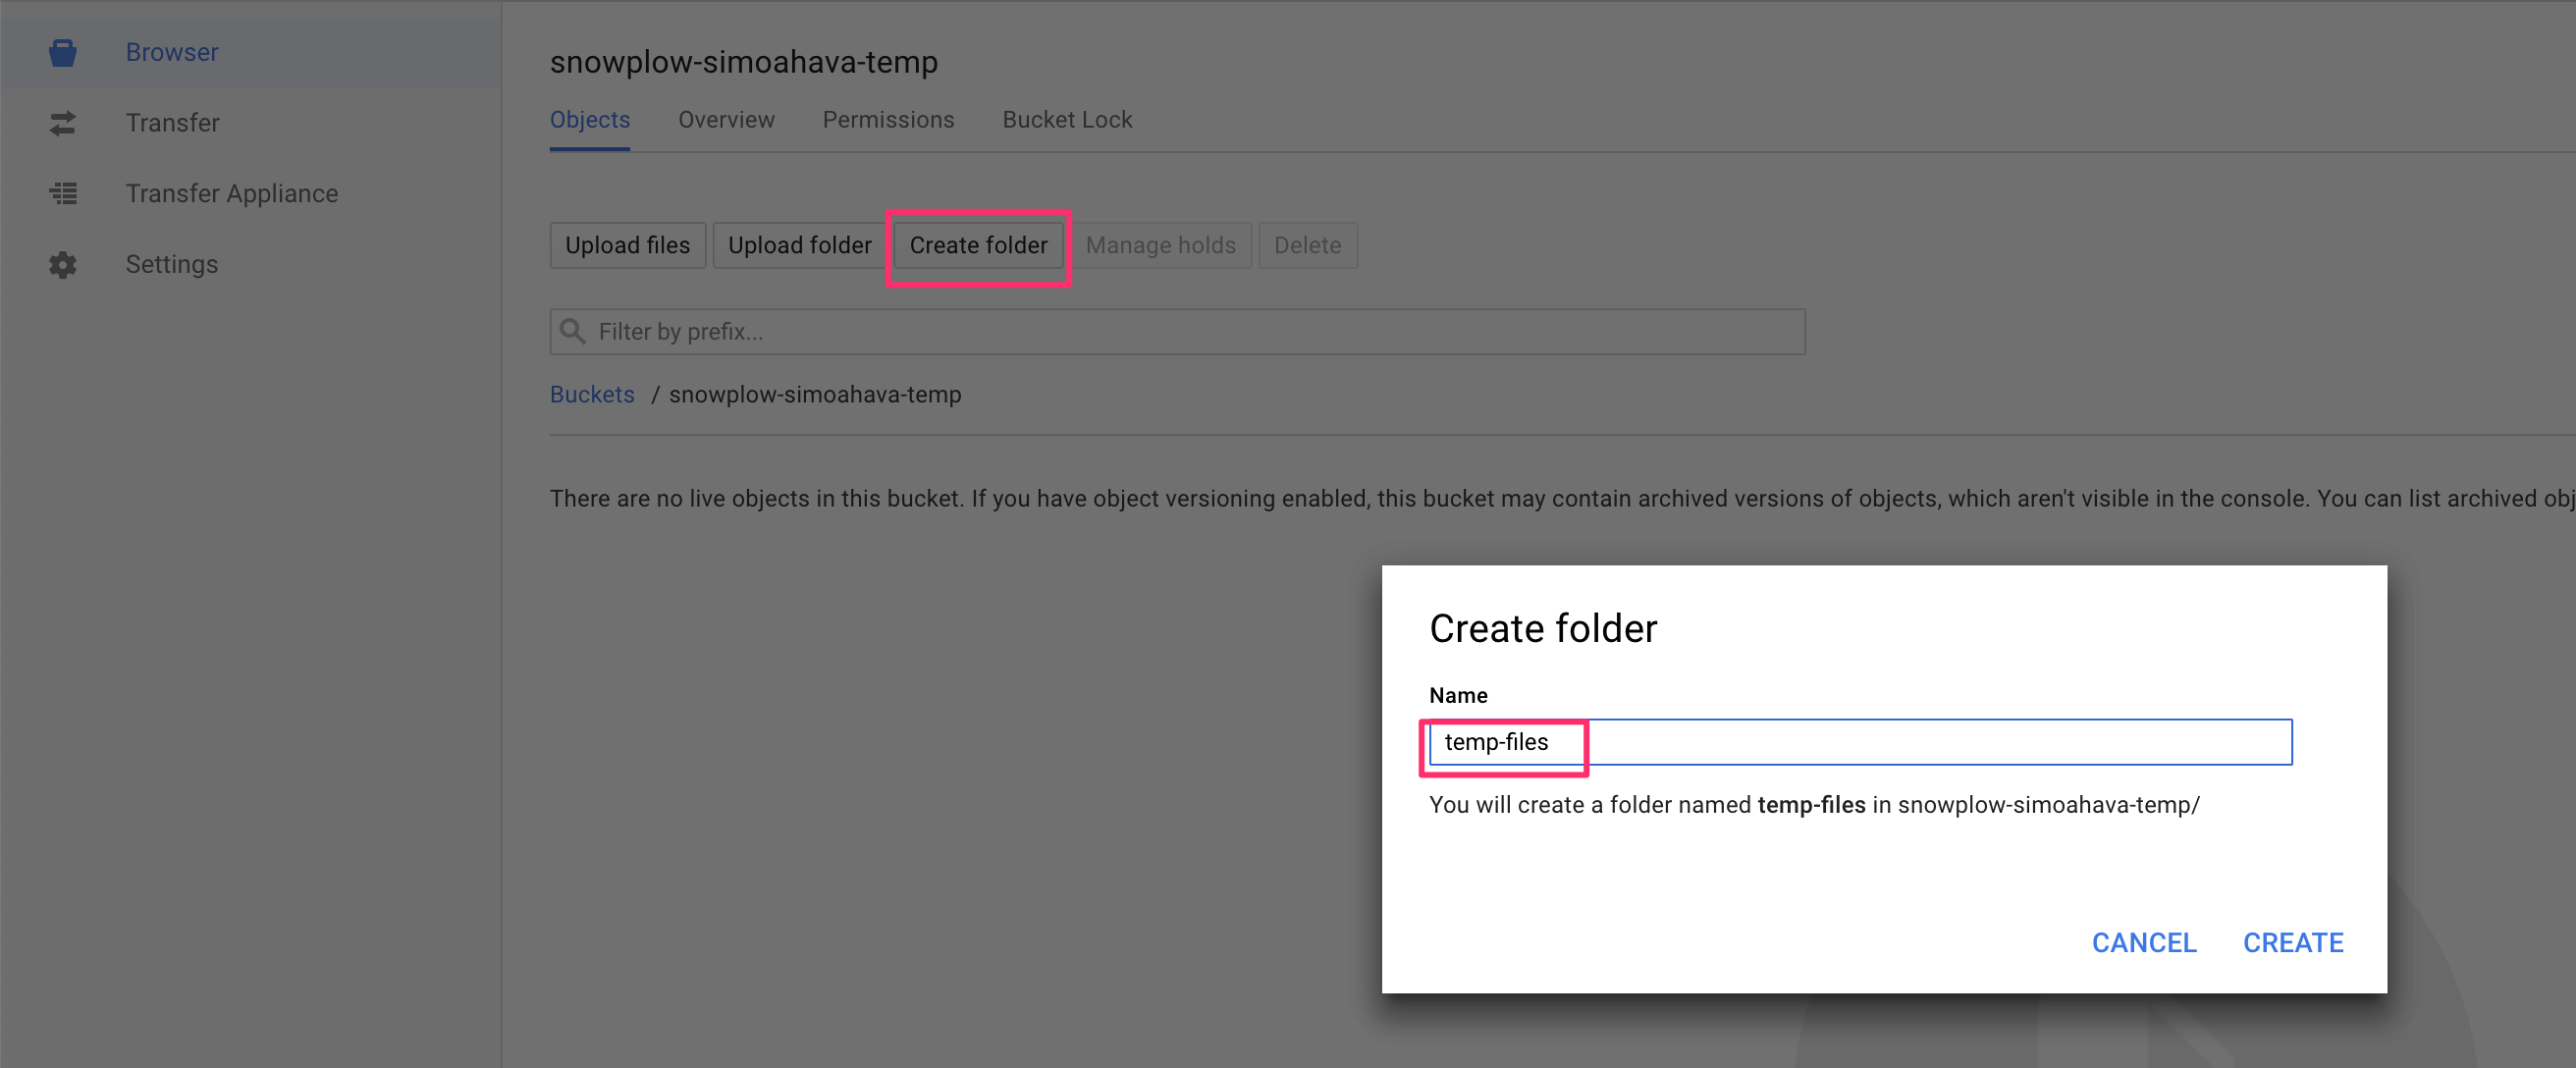 Browser
Transfer
Transfer Appliance
Settings
snowplow-simoahava-temp
Objects Overview Permissions Bucket Lock
Upload files Upload folder Create folder Manage holds Delete
Filter by prefix...
Buckets / snowplow-simoahava-temp
There are no live objects in this bucket. If you have object versioning enabled, this bucket may contain archived versions of objects, which aren't visible in the console. You can list archived obj
Create folder
Name
temp-files
You will create a folder named temp-files in snowplow-simoahava-temp/
CANCEL CREATE